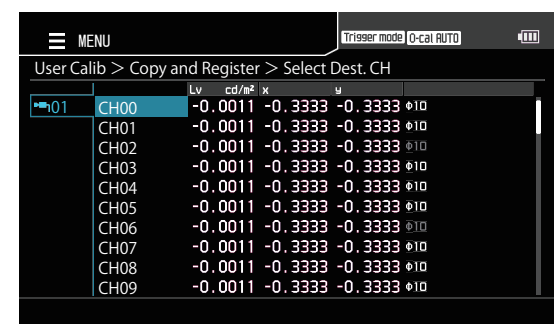 MENU Trigger mode O-cal AUTO
User Calib > Copy and Register > Select Dest. CH
Lv cd/m² x y
01 CH00 -0.0011 -0.3333 -0.3333 Φ10
CH01 -0.0011 -0.3333 -0.3333 Φ10
CH02 -0.0011 -0.3333 -0.3333 Φ10
CH03 -0.0011 -0.3333 -0.3333 Φ10
CH04 -0.0011 -0.3333 -0.3333 Φ10
CH05 -0.0011 -0.3333 -0.3333 Φ10
CH06 -0.0011 -0.3333 -0.3333 Φ10
CH07 -0.0011 -0.3333 -0.3333 Φ10
CH08 -0.0011 -0.3333 -0.3333 Φ10
CH09 -0.0011 -0.3333 -0.3333 Φ10